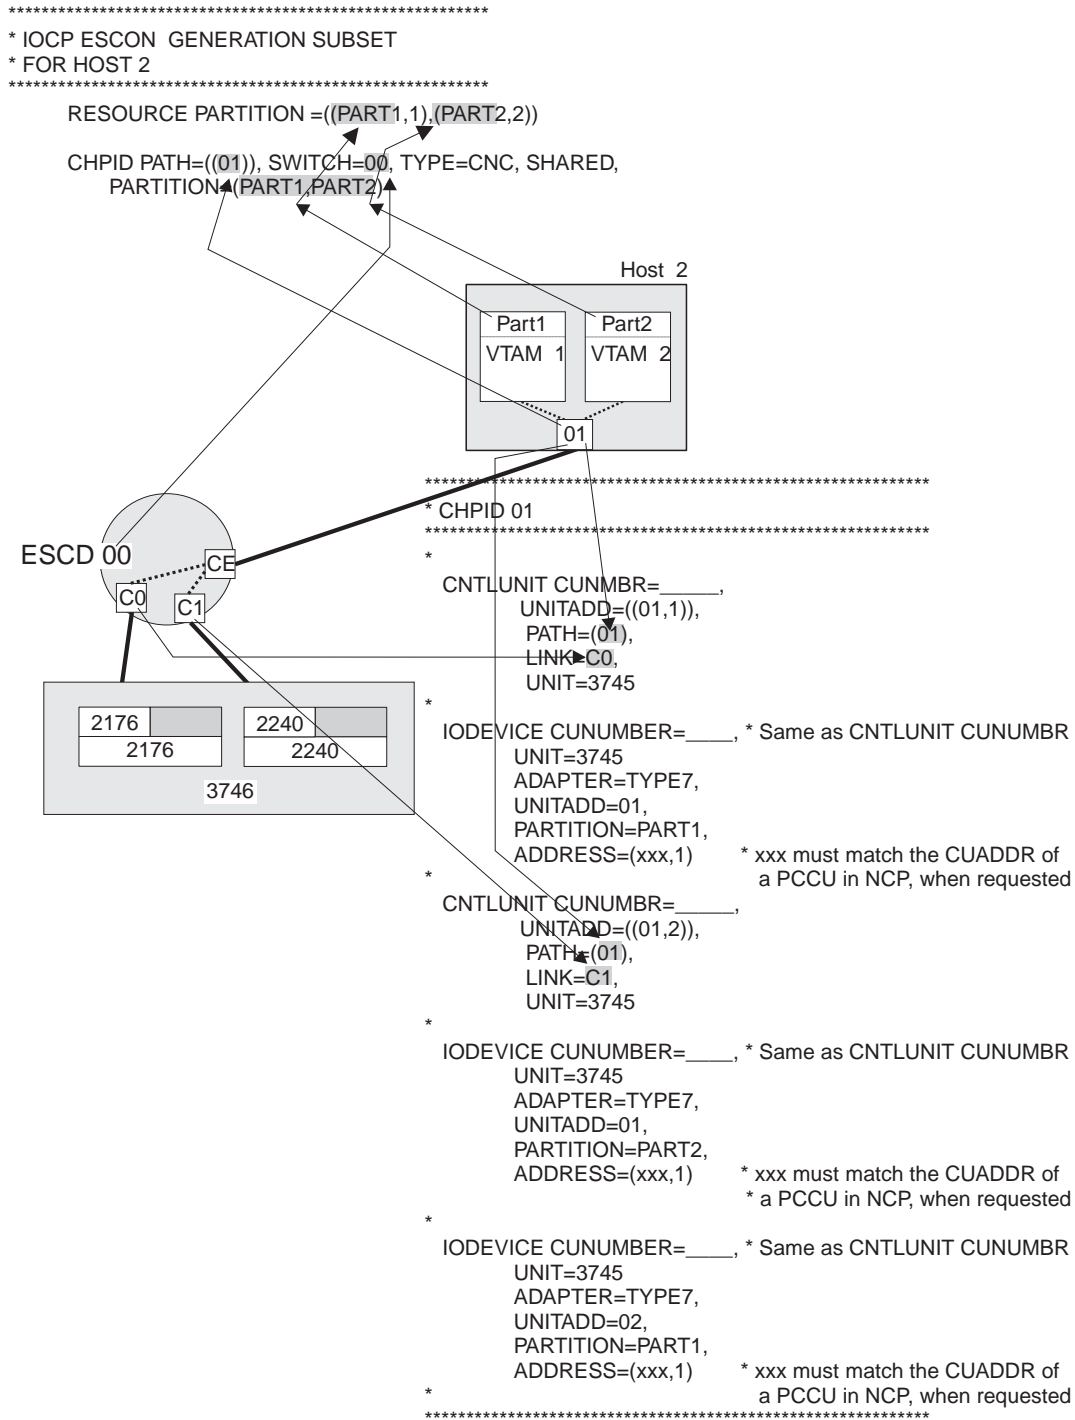 **********************************************************
* IOCP ESCON  GENERATION SUBSET
* FOR HOST 2
**********************************************************
RESOURCE PARTITION =((PART1,1),(PART2,2))
CHPID PATH=((01)), SWITCH=00, TYPE=CNC, SHARED,
PARTITION=(PART1,PART2)
Host  2
Part1
Part2
VTAM  1
VTAM  2
01
*************************************************************
* CHPID 01
*************************************************************
*
ESCD 00
CE
C0
C1
CNTLUNIT CUNMBR=_____,
UNITADD=((01,1)),
PATH=(01),
LINK=C0,
UNIT=3745
*
2176
2176
2240
2240
3746
IODEVICE CUNUMBER=____, * Same as CNTLUNIT CUNUMBR
UNIT=3745
ADAPTER=TYPE7,
UNITADD=01,
PARTITION=PART1,
ADDRESS=(xxx,1)     * xxx must match the CUADDR of
*     a PCCU in NCP, when requested
CNTLUNIT CUNUMBR=_____,
UNITADD=((01,2)),
PATH=(01),
LINK=C1,
UNIT=3745
*
IODEVICE CUNUMBER=____, * Same as CNTLUNIT CUNUMBR
UNIT=3745
ADAPTER=TYPE7,
UNITADD=01,
PARTITION=PART2,
ADDRESS=(xxx,1)     * xxx must match the CUADDR of
* a PCCU in NCP, when requested
*
IODEVICE CUNUMBER=____, * Same as CNTLUNIT CUNUMBR
UNIT=3745
ADAPTER=TYPE7,
UNITADD=02,
PARTITION=PART1,
ADDRESS=(xxx,1)     * xxx must match the CUADDR of
*     a PCCU in NCP, when requested
*************************************************************